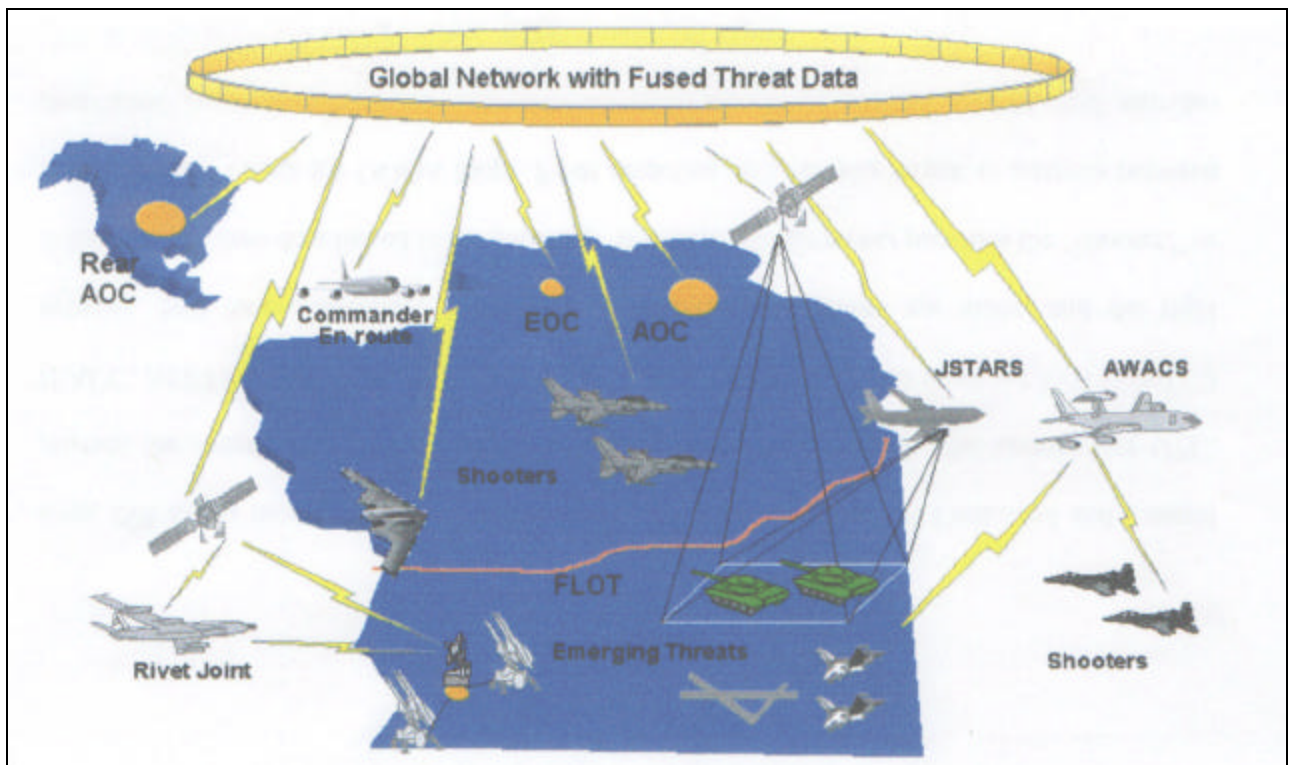 Global Network with Fused Threat Data
Rear
AOC
Commander
En route
EOC
AOC
JSTARS
AWACS
Shooters
FLOT
Emerging Threats
Rivet Joint
Shooters